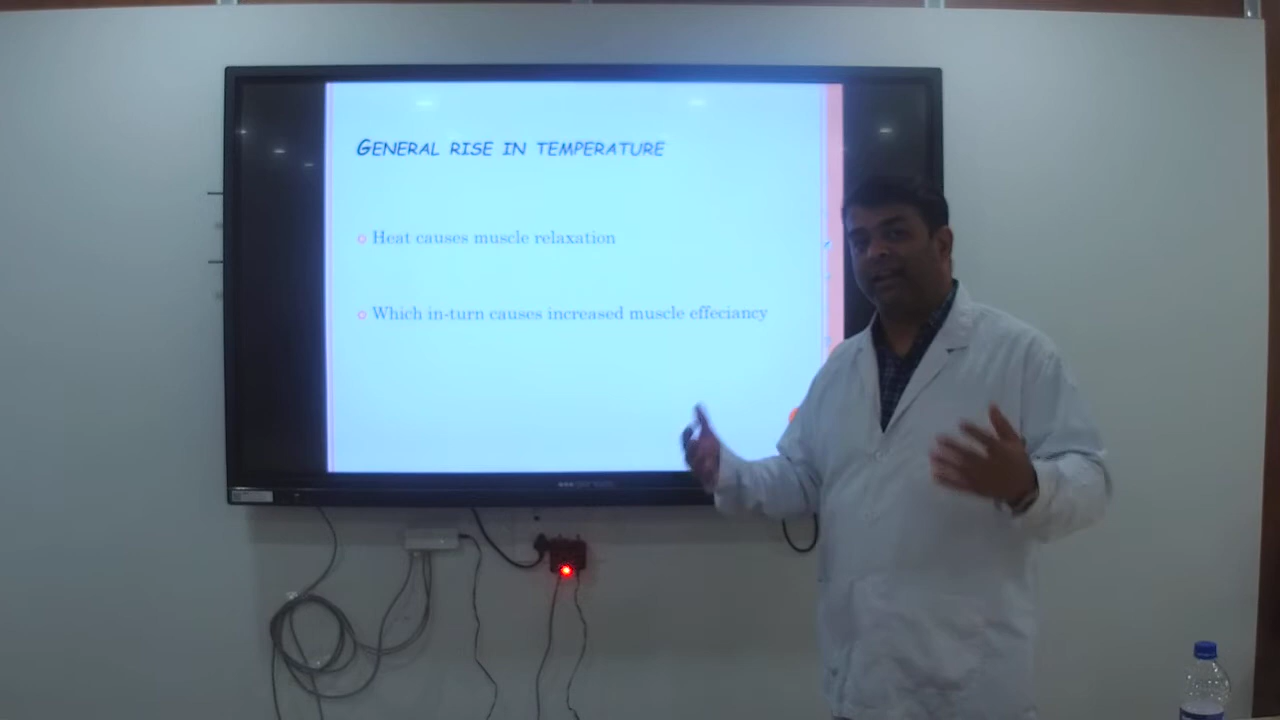 GENERAL RISE IN TEMPERATURE
Heat causes muscle relaxation
Which in-turn causes increased muscle effeciancy